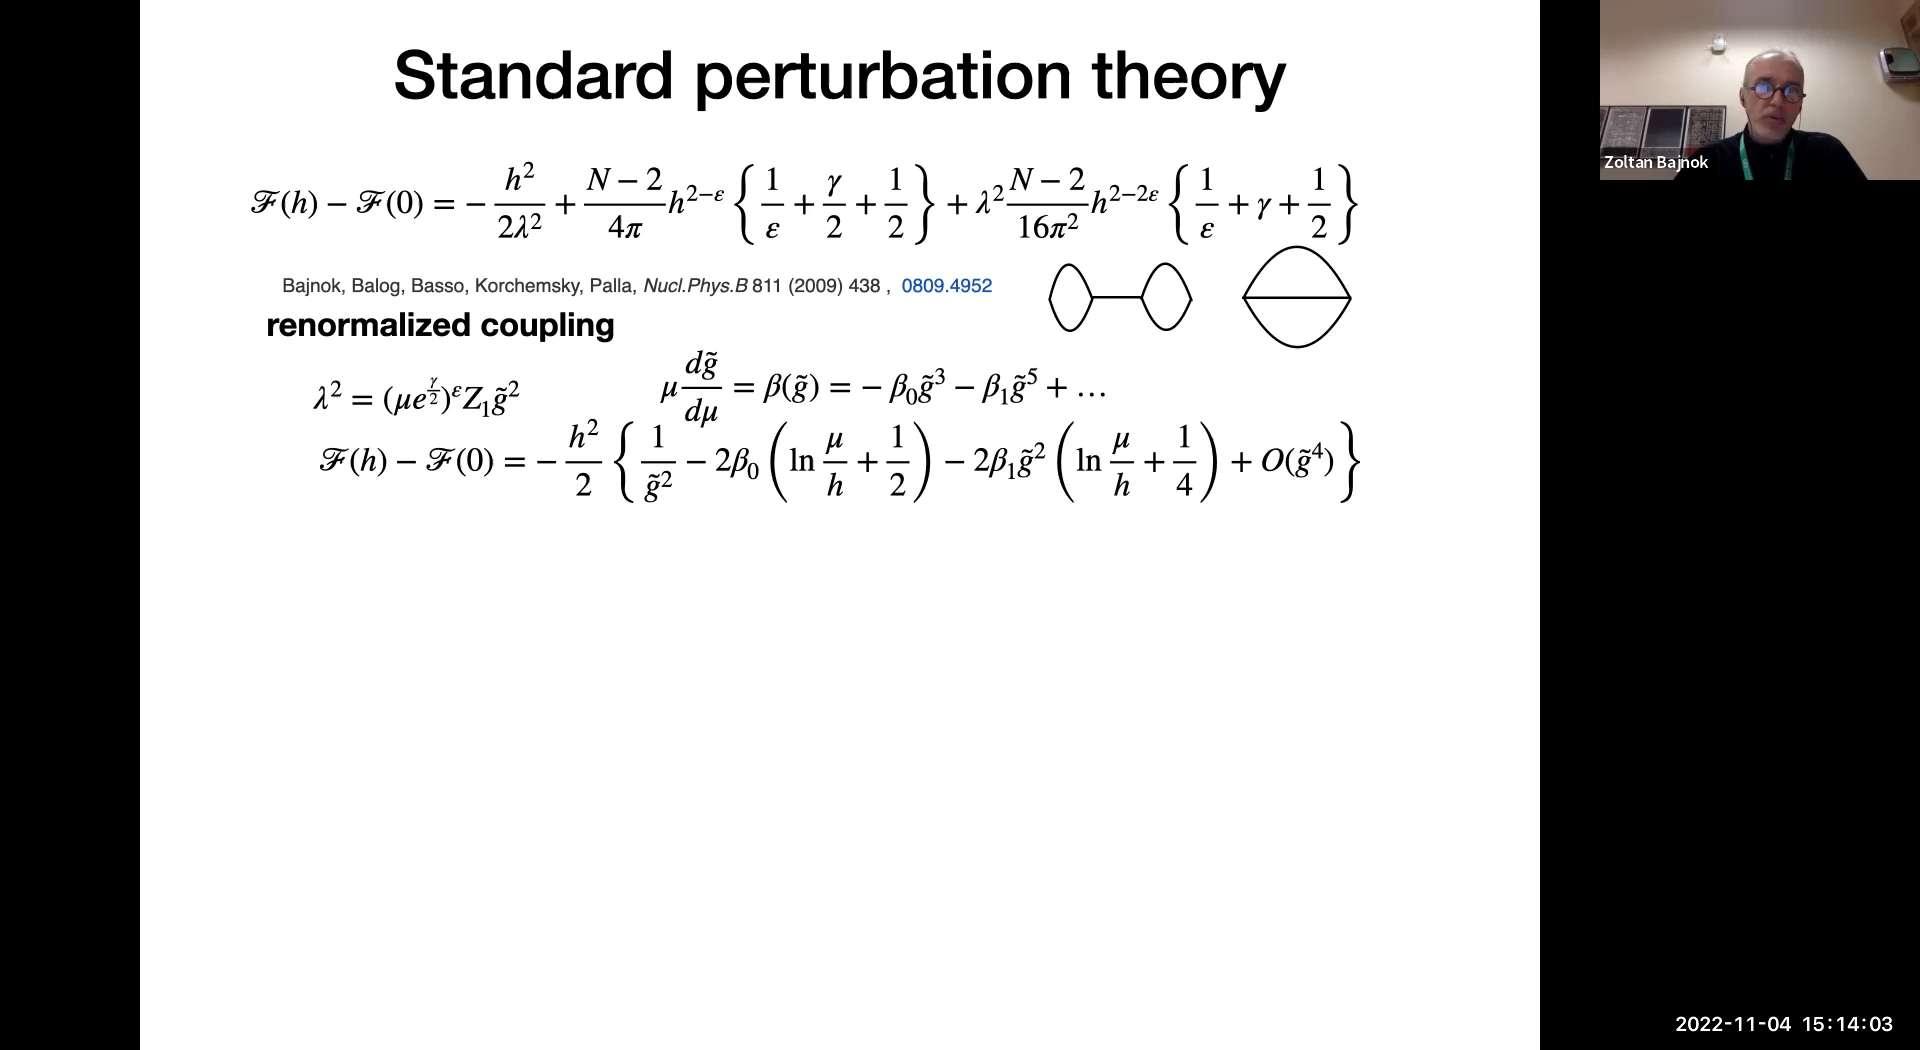 Standard perturbation theory
ℱ(h) − ℱ(0) = − h²/2λ² + (N − 2)/4π h^{2−ε} { 1/ε + γ/2 + 1/2 } + λ² (N − 2)/16π² h^{2−2ε} { 1/ε + γ + 1/2 }
Bajnok, Balog, Basso, Korchemsky, Palla, Nucl.Phys.B 811 (2009) 438 , 0809.4952
renormalized coupling
λ² = (μe^{γ/2})^ε Z₁g̃² μ dg̃/dμ = β(g̃) = − β₀g̃³ − β₁g̃⁵ + …
ℱ(h) − ℱ(0) = − h²/2 { 1/g̃² − 2β₀ ( ln μ/h + 1/2 ) − 2β₁g̃² ( ln μ/h + 1/4 ) + O(g̃⁴) }
Zoltan Bajnok
2022-11-04 15:14:03